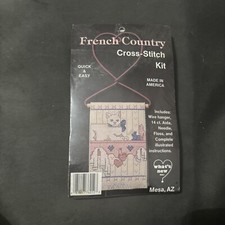 French Country
Cross-Stitch
Kit
QUICK
&
EASY
MADE IN
AMERICA
Includes:
Wire hanger,
14 ct. Aida,
Needle,
Floss, and
Complete
illustrated
instructions.
what's
new
Mesa, AZ